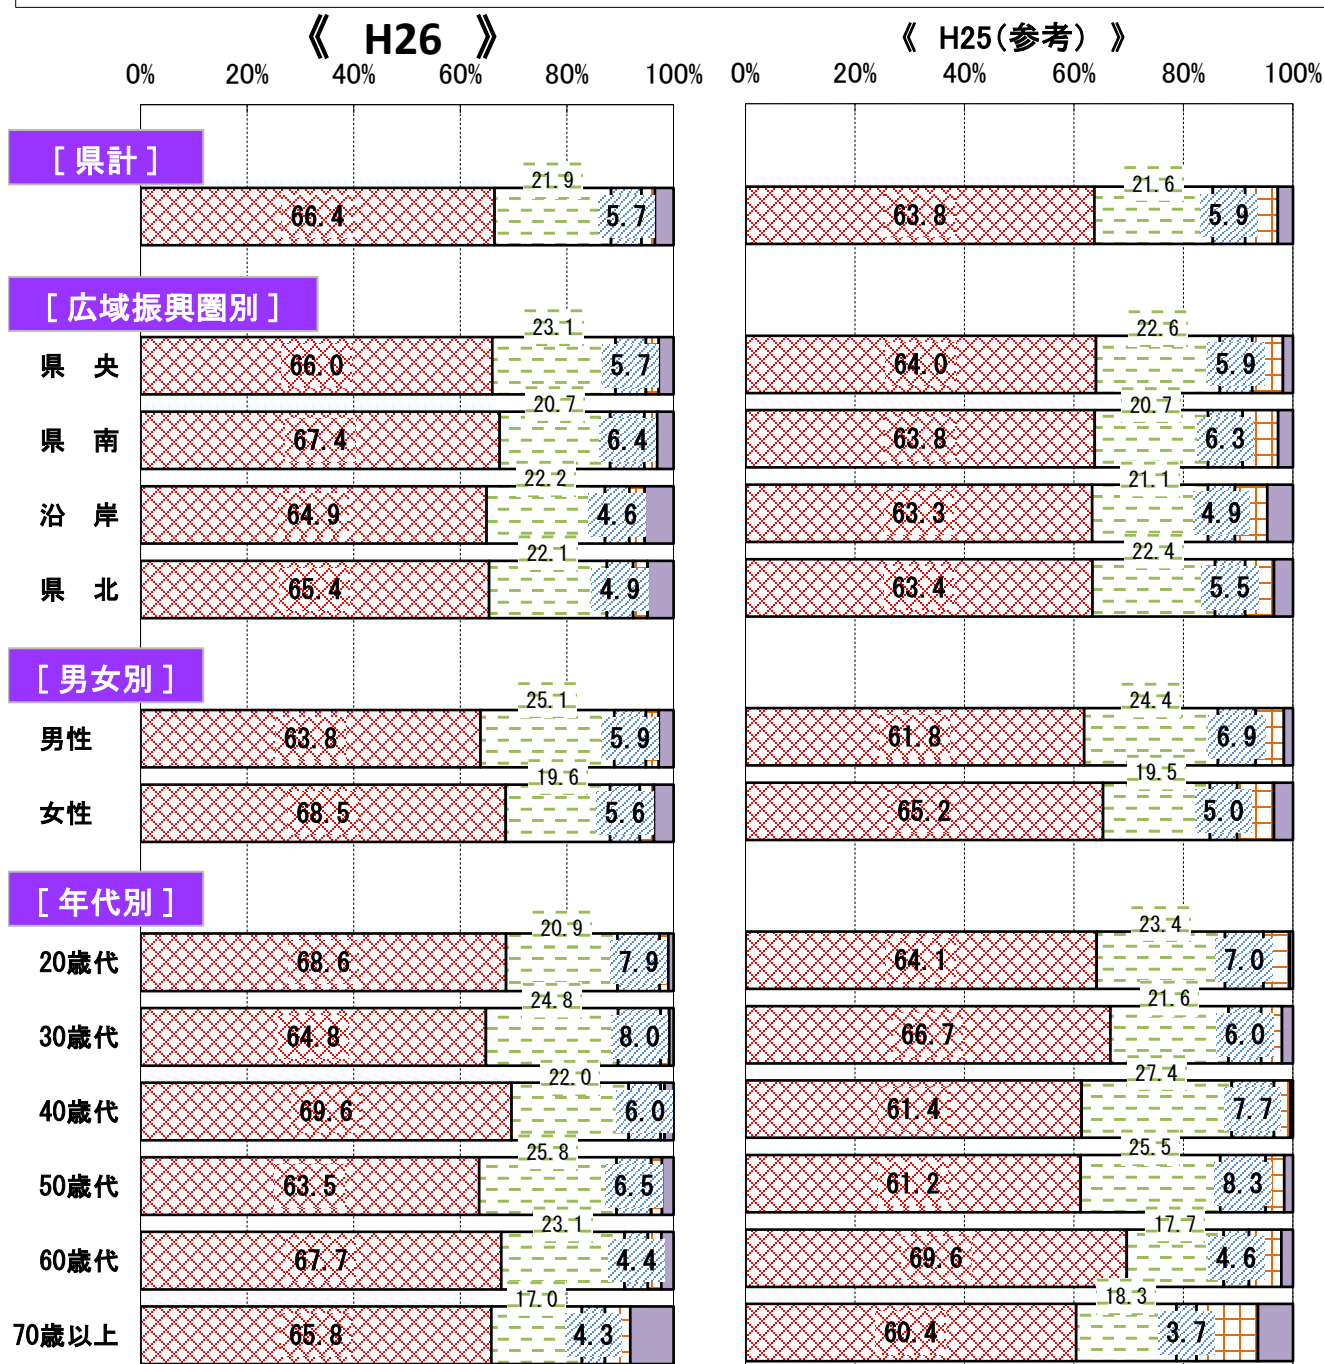 《 H26 》
《 H25(参考) 》
0% 20% 40% 60% 80% 100%
0% 20% 40% 60% 80% 100%
[ 県計 ]
21.9
66.4 5.7
21.6
63.8 5.9
[ 広域振興圏別 ]
23.1
県 央 66.0 5.7
22.6
64.0 5.9
20.7
県 南 67.4 6.4
20.7
63.8 6.3
22.2
沿 岸 64.9 4.6
21.1
63.3 4.9
22.1
県 北 65.4 4.9
22.4
63.4 5.5
[ 男女別 ]
25.1
男性 63.8 5.9
24.4
61.8 6.9
19.6
女性 68.5 5.6
19.5
65.2 5.0
[ 年代別 ]
20.9
20歳代 68.6 7.9
23.4
64.1 7.0
24.8
30歳代 64.8 8.0
21.6
66.7 6.0
22.0
40歳代 69.6 6.0
27.4
61.4 7.7
25.8
50歳代 63.5 6.5
25.5
61.2 8.3
23.1
60歳代 67.7 4.4
17.7
69.6 4.6
17.0
70歳以上 65.8 4.3
18.3
60.4 3.7